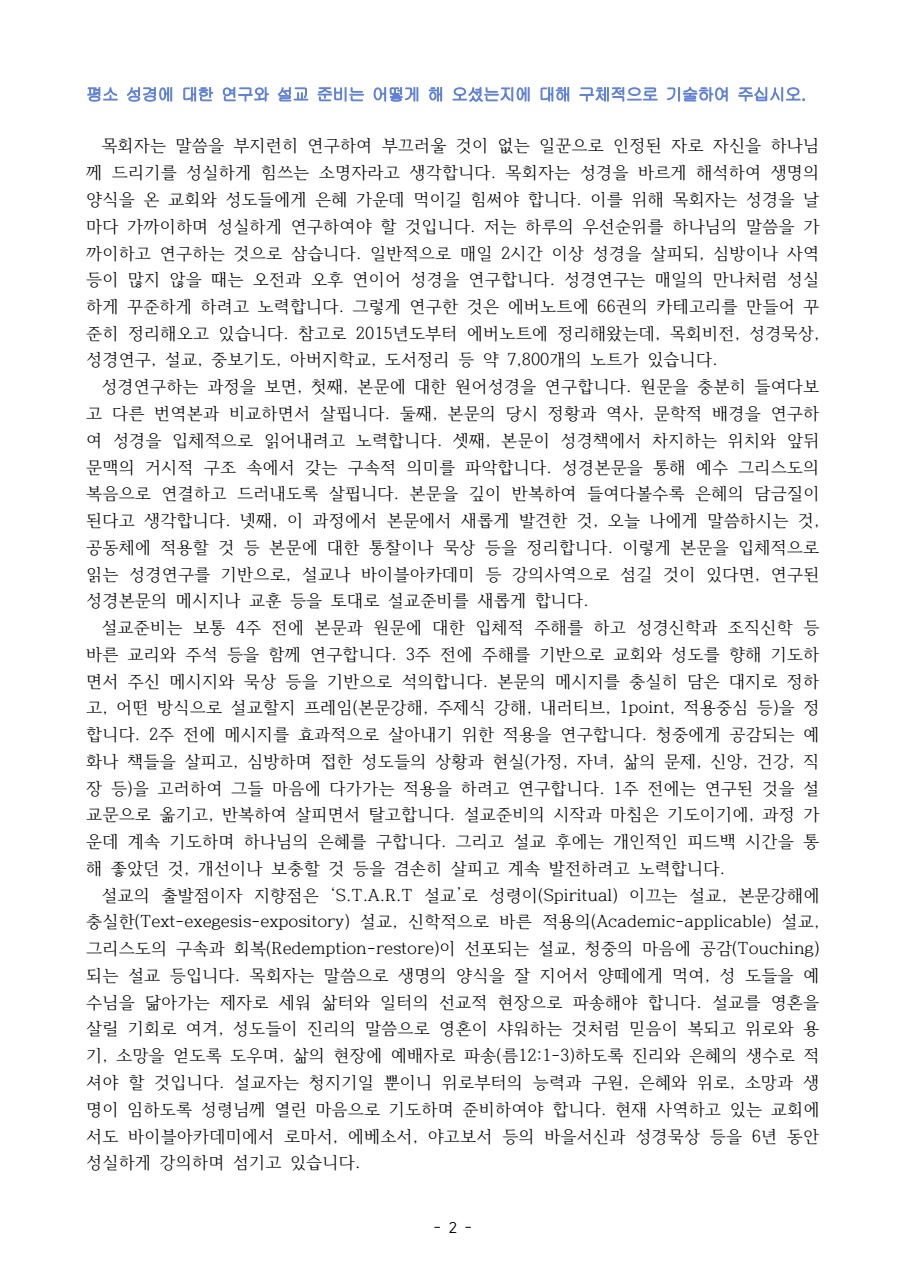 평소 성경에 대한 연구와 설교 준비는 어떻게 해 오셨는지에 대해 구체적으로 기술하여 주십시오.
목회자는 말씀을 부지런히 연구하여 부끄러울 것이 없는 일꾼으로 인정된 자로 자신을 하나님
께 드리기를 성실하게 힘쓰는 소명자라고 생각합니다. 목회자는 성경을 바르게 해석하여 생명의
양식을 온 교회와 성도들에게 은혜 가운데 먹이길 힘써야 합니다. 이를 위해 목회자는 성경을 날
마다 가까이하며 성실하게 연구하여야 할 것입니다. 저는 하루의 우선순위를 하나님의 말씀을 가
까이하고 연구하는 것으로 삼습니다. 일반적으로 매일 2시간 이상 성경을 살피되, 심방이나 사역
등이 많지 않을 때는 오전과 오후 연이어 성경을 연구합니다. 성경연구는 매일의 만나처럼 성실
하게 꾸준하게 하려고 노력합니다. 그렇게 연구한 것은 에버노트에 66권의 카테고리를 만들어 꾸
준히 정리해오고 있습니다. 참고로 2015년도부터 에버노트에 정리해왔는데, 목회비전, 성경묵상,
성경연구, 설교, 중보기도, 아버지학교, 도서정리 등 약 7,800개의 노트가 있습니다.
성경연구하는 과정을 보면, 첫째, 본문에 대한 원어성경을 연구합니다. 원문을 충분히 들여다보
고 다른 번역본과 비교하면서 살핍니다. 둘째, 본문의 당시 정황과 역사, 문학적 배경을 연구하
여 성경을 입체적으로 읽어내려고 노력합니다. 셋째, 본문이 성경책에서 차지하는 위치와 앞뒤
문맥의 거시적 구조 속에서 갖는 구속적 의미를 파악합니다. 성경본문을 통해 예수 그리스도의
복음으로 연결하고 드러내도록 살핍니다. 본문을 깊이 반복하여 들여다볼수록 은혜의 담금질이
된다고 생각합니다. 넷째, 이 과정에서 본문에서 새롭게 발견한 것, 오늘 나에게 말씀하시는 것,
공동체에 적용할 것 등 본문에 대한 통찰이나 묵상 등을 정리합니다. 이렇게 본문을 입체적으로
읽는 성경연구를 기반으로, 설교나 바이블아카데미 등 강의사역으로 섬길 것이 있다면, 연구된
성경본문의 메시지나 교훈 등을 토대로 설교준비를 새롭게 합니다.
설교준비는 보통 4주 전에 본문과 원문에 대한 입체적 주해를 하고 성경신학과 조직신학 등
바른 교리와 주석 등을 함께 연구합니다. 3주 전에 주해를 기반으로 교회와 성도를 향해 기도하
면서 주신 메시지와 묵상 등을 기반으로 석의합니다. 본문의 메시지를 충실히 담은 대지로 정하
고, 어떤 방식으로 설교할지 프레임(본문강해, 주제식 강해, 내러티브, 1point, 적용중심 등)을 정
합니다. 2주 전에 메시지를 효과적으로 살아내기 위한 적용을 연구합니다. 청중에게 공감되는 예
화나 책들을 살피고, 심방하며 접한 성도들의 상황과 현실(가정, 자녀, 삶의 문제, 신앙, 건강, 직
장 등)을 고러하여 그들 마음에 다가가는 적용을 하려고 연구합니다. 1주 전에는 연구된 것을 설
교문으로 옮기고, 반복하여 살피면서 탈고합니다. 설교준비의 시작과 마침은 기도이기에, 과정 가
운데 계속 기도하며 하나님의 은혜를 구합니다. 그리고 설교 후에는 개인적인 피드백 시간을 통
해 좋았던 것, 개선이나 보충할 것 등을 겸손히 살피고 계속 발전하려고 노력합니다.
설교의 출발점이자 지향점은 ‘S.T.A.R.T 설교’로 성령이(Spiritual) 이끄는 설교, 본문강해에
충실한(Text-exegesis-expository) 설교, 신학적으로 바른 적용의(Academic-applicable) 설교,
그리스도의 구속과 회복(Redemption-restore)이 선포되는 설교, 청중의 마음에 공감(Touching)
되는 설교 등입니다. 목회자는 말씀으로 생명의 양식을 잘 지어서 양떼에게 먹여, 성 도들을 예
수님을 닮아가는 제자로 세워 삶터와 일터의 선교적 현장으로 파송해야 합니다. 설교를 영혼을
살릴 기회로 여겨, 성도들이 진리의 말씀으로 영혼이 샤워하는 것처럼 믿음이 복되고 위로와 용
기, 소망을 얻도록 도우며, 삶의 현장에 예배자로 파송(름12:1-3)하도록 진리와 은혜의 생수로 적
셔야 할 것입니다. 설교자는 청지기일 뿐이니 위로부터의 능력과 구원, 은혜와 위로, 소망과 생
명이 임하도록 성령님께 열린 마음으로 기도하며 준비하여야 합니다. 현재 사역하고 있는 교회에
서도 바이블아카데미에서 로마서, 에베소서, 야고보서 등의 바을서신과 성경묵상 등을 6년 동안
성실하게 강의하며 섬기고 있습니다.
- 2 -